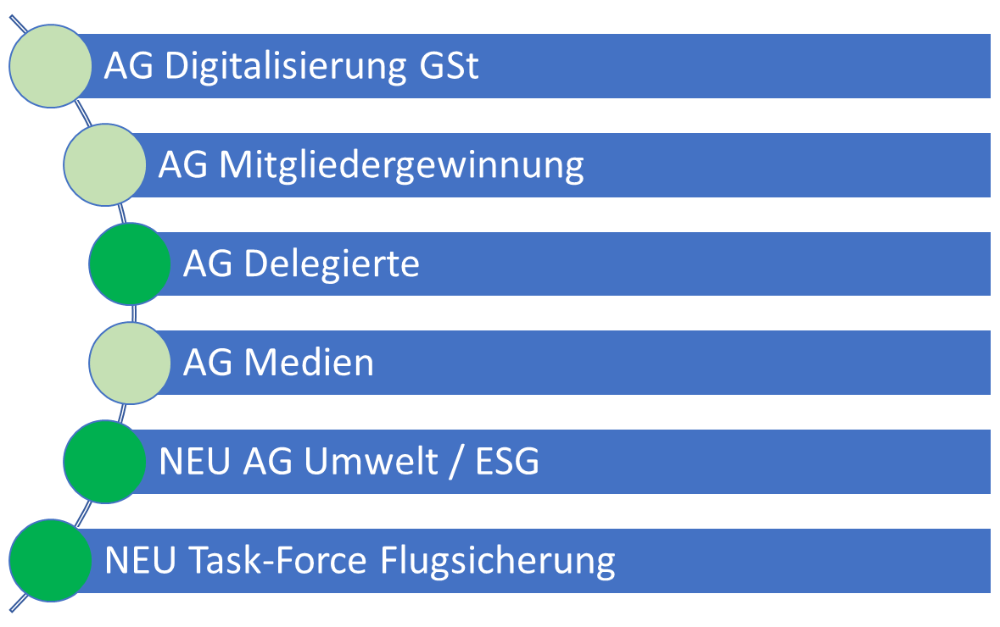 AG Digitalisierung GSt
AG Mitgliedergewinnung
AG Delegierte
AG Medien
NEU AG Umwelt / ESG
NEU Task-Force Flugsicherung